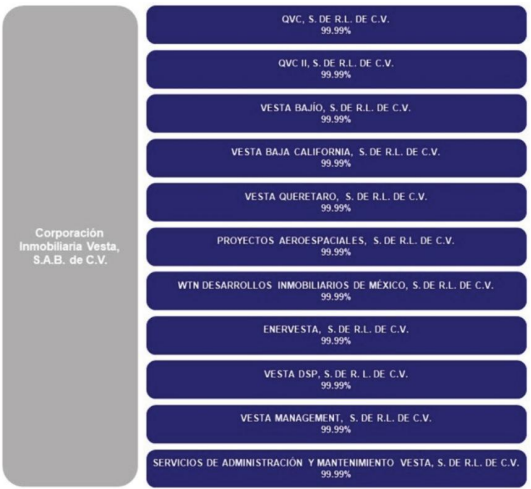 Corporación
Inmobiliaria Vesta,
S.A.B. de C.V.
QVC, S. DE R.L. DE C.V.
99.99%
QVC II, S. DE R.L. DE C.V.
99.99%
VESTA BAJÍO, S. DE R.L. DE C.V.
99.99%
VESTA BAJA CALIFORNIA, S. DE R.L. DE C.V.
99.99%
VESTA QUERETARO, S. DE R.L. DE C.V.
99.99%
PROYECTOS AEROESPACIALES, S. DE R.L. DE C.V.
99.99%
WTN DESARROLLOS INMOBILIARIOS DE MÉXICO, S. DE R.L. DE C.V.
99.99%
ENERVESTA, S. DE R.L. DE C.V.
99.99%
VESTA DSP, S. DE R. L. DE C.V.
99.99%
VESTA MANAGEMENT, S. DE R.L. DE C.V.
99.99%
SERVICIOS DE ADMINISTRACIÓN Y MANTENIMIENTO VESTA, S. DE R.L. DE C.V.
99.99%